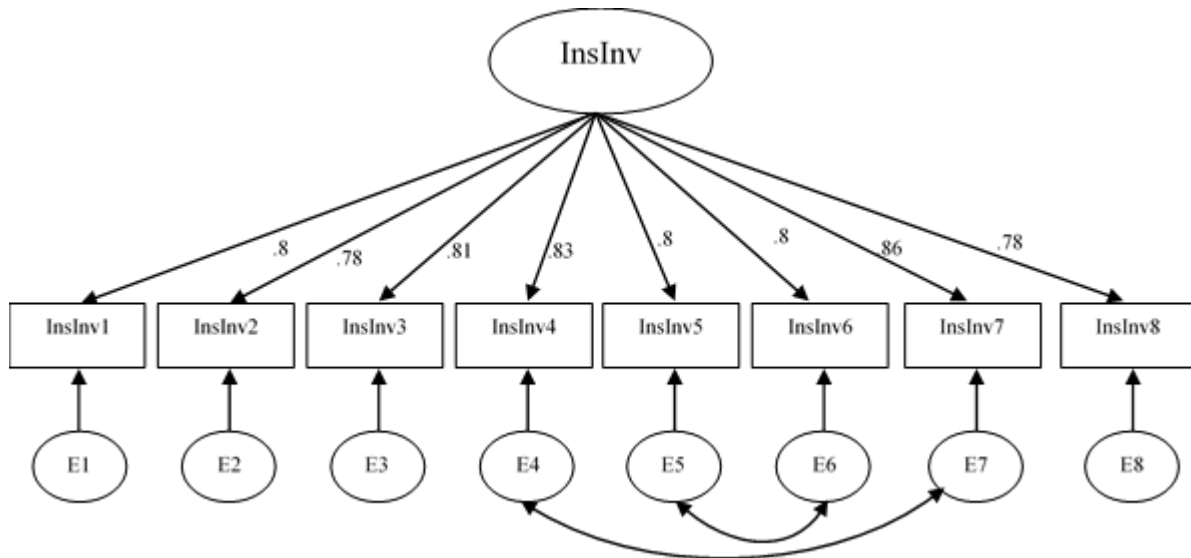 InsInv
.8
.78
.81
.83
.8
.8
.86
.78
InsInv1
InsInv2
InsInv3
InsInv4
InsInv5
InsInv6
InsInv7
InsInv8
E1
E2
E3
E4
E5
E6
E7
E8